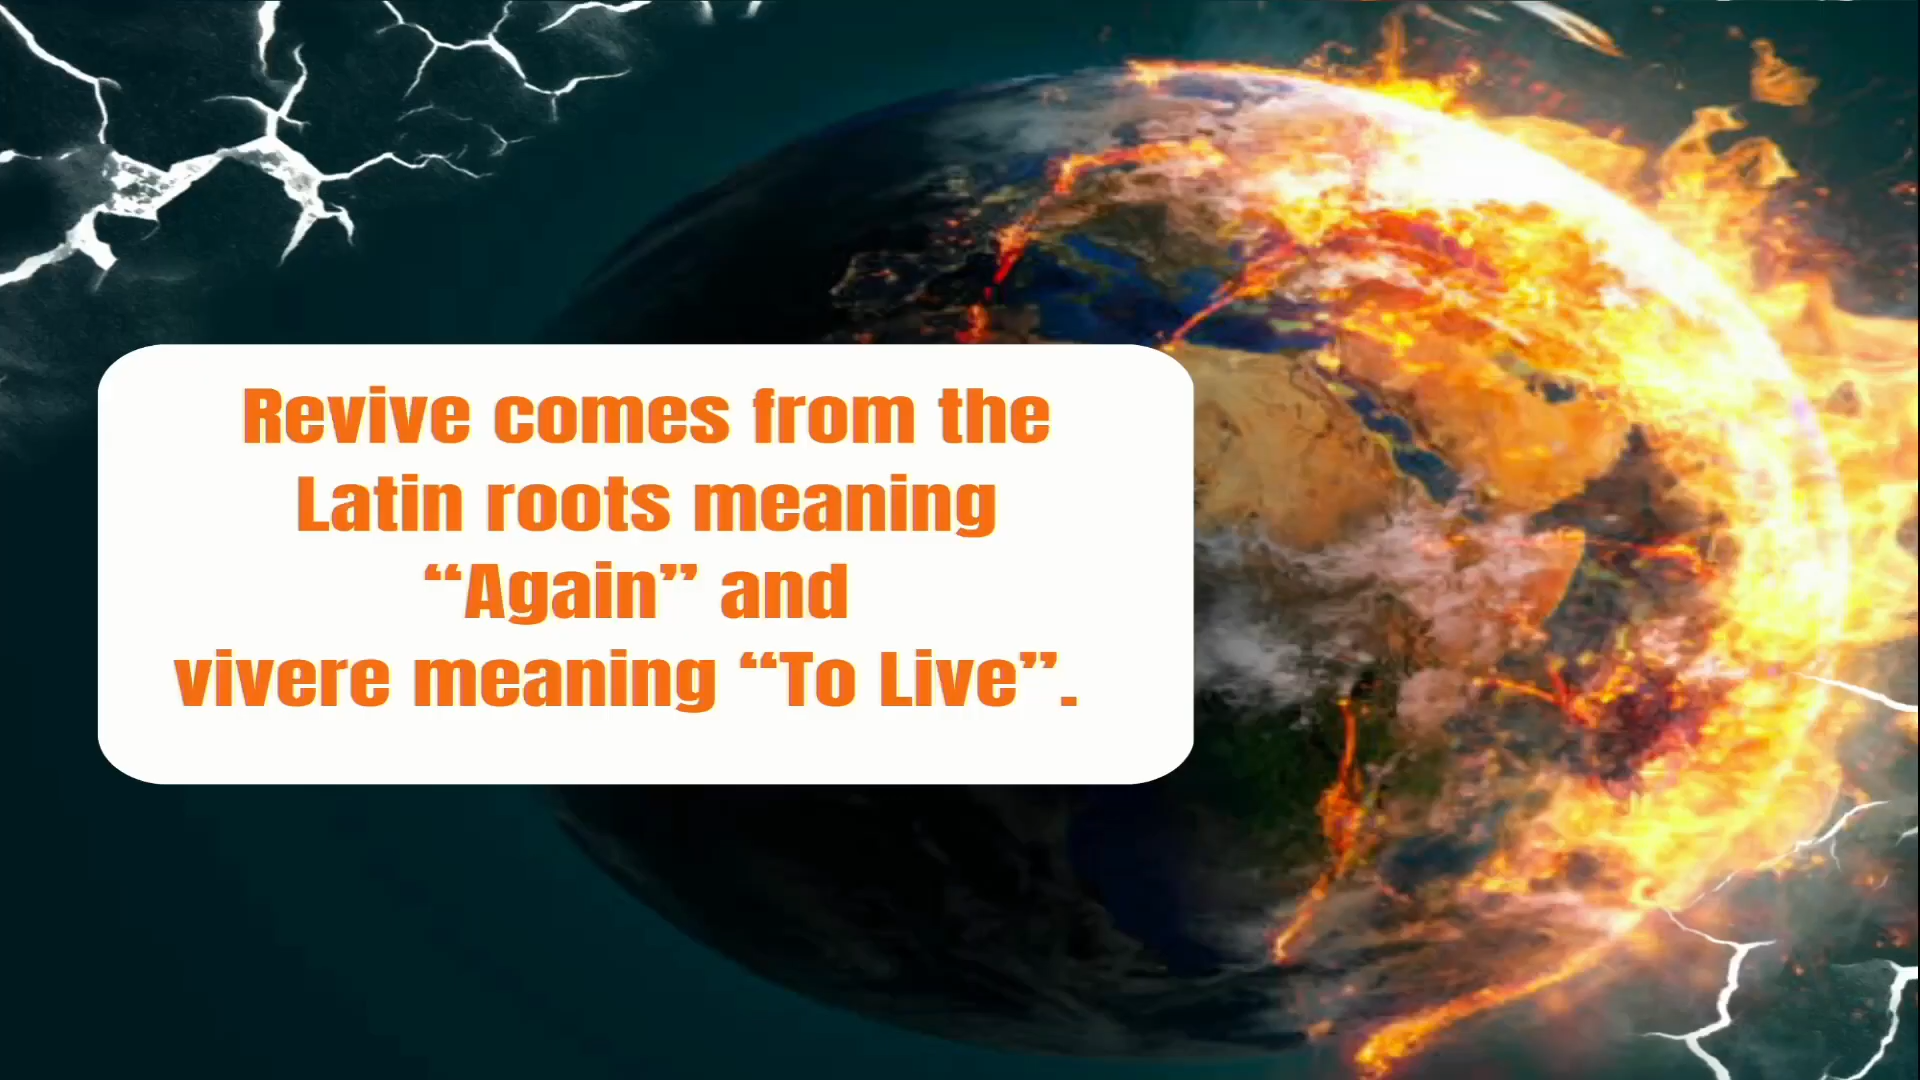 Revive comes from the
Latin roots meaning
“Again” and
vivere meaning “To Live”.